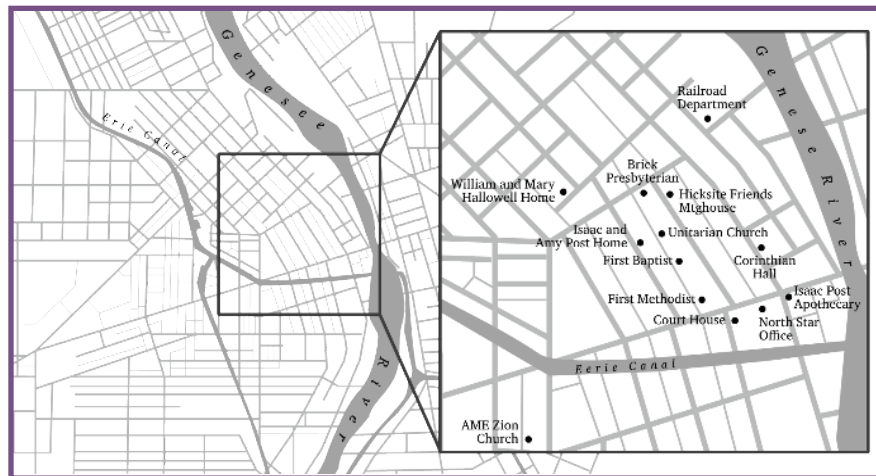 Genesee
Erie Canal
River
Genese River
Railroad
Department
Brick
Presbyterian
William and Mary
Hallowell Home
Hicksite Friends
Mtghouse
Isaac and
Amy Post Home
Unitarian Church
First Baptist
Corinthian
Hall
First Methodist
Isaac Post
Apothecary
Court House
North Star
Office
Eerie Canal
AME Zion
Church